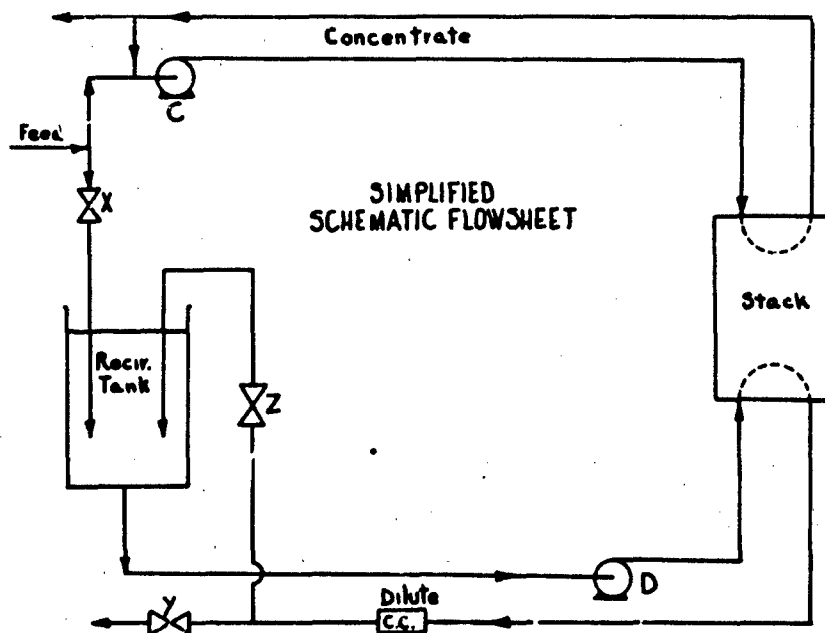 Concentrate
C
Feed
X
SIMPLIFIED
SCHEMATIC FLOWSHEET
Stack
Recir.
Tank
Z
D
Dilute
Y
C.C.